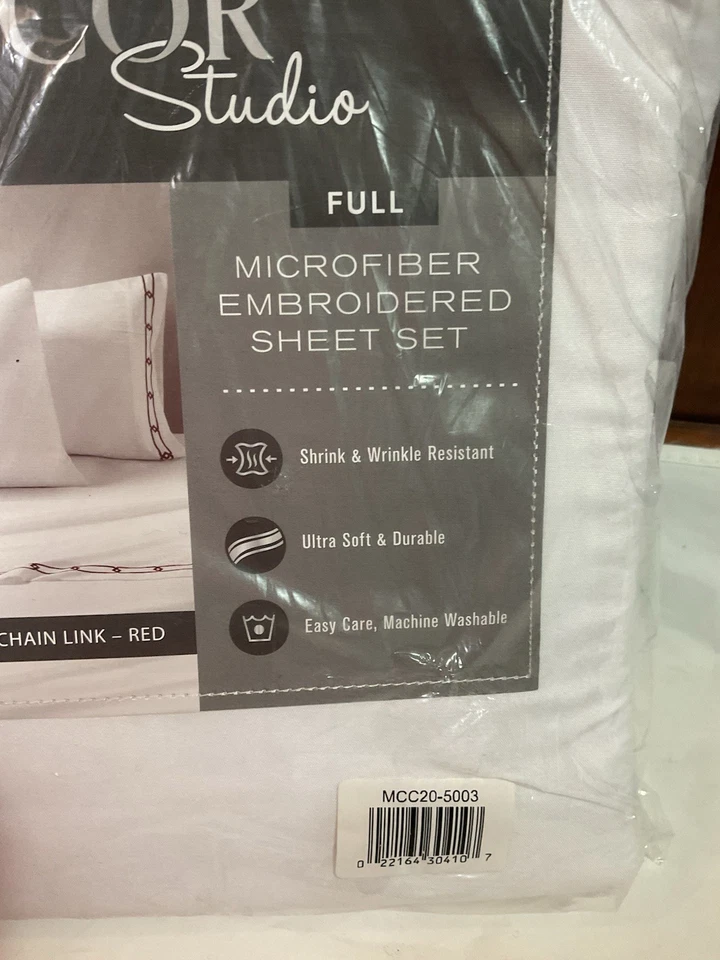 COR
Studio
FULL
MICROFIBER
EMBROIDERED
SHEET SET
Shrink & Wrinkle Resistant
Ultra Soft & Durable
Easy Care, Machine Washable
CHAIN LINK – RED
MCC20-5003
0 22164 30410 7